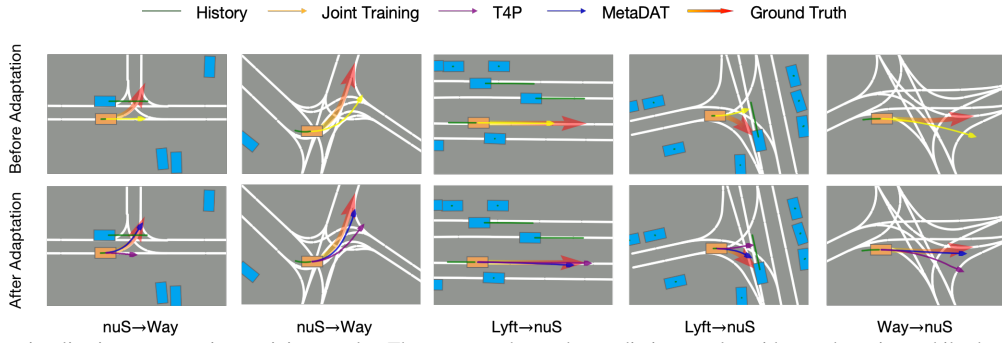 History Joint Training T4P MetaDAT Ground Truth
Before Adaptation
After Adaptation
nuS→Way nuS→Way Lyft→nuS Lyft→nuS Way→nuS